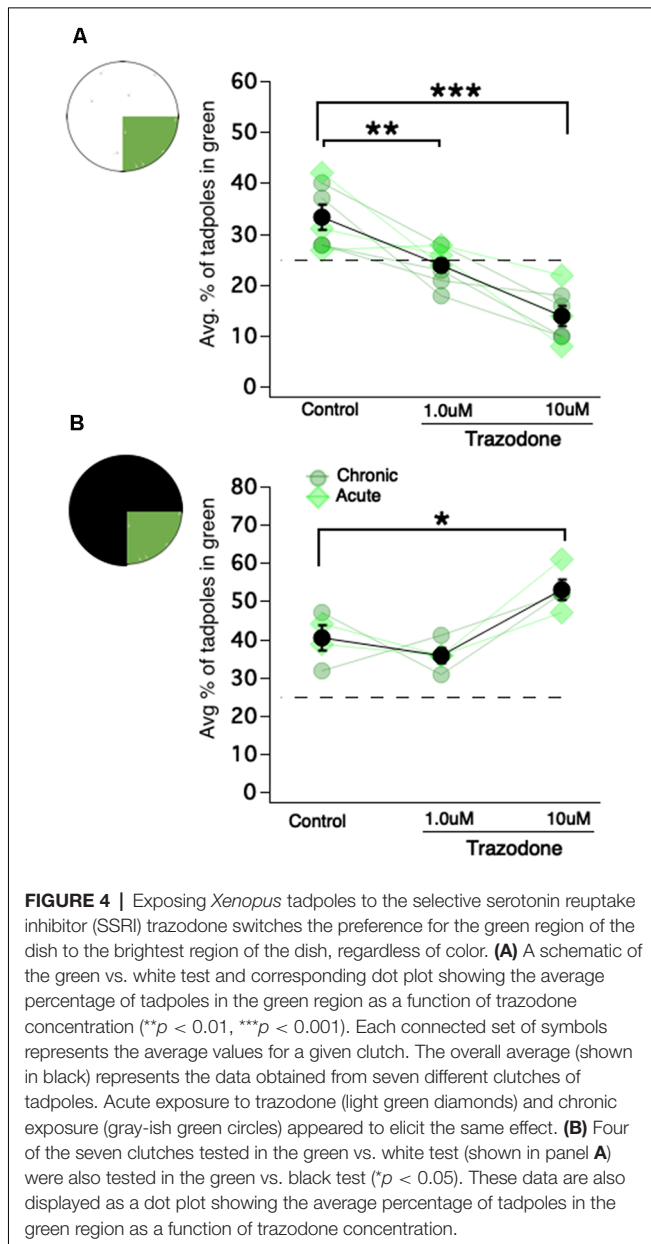 A
Avg. % of tadpoles in green
60
50
40
30
20
10
0
***
**
Control
1.0uM
10uM
Trazodone
B
Avg % of tadpoles in green
80
70
60
50
40
30
20
10
0
Chronic
Acute
*
Control
1.0uM
10uM
Trazodone
FIGURE 4 | Exposing Xenopus tadpoles to the selective serotonin reuptake
inhibitor (SSRI) trazodone switches the preference for the green region of the
dish to the brightest region of the dish, regardless of color. (A) A schematic of
the green vs. white test and corresponding dot plot showing the average
percentage of tadpoles in the green region as a function of trazodone
concentration (**p < 0.01, ***p < 0.001). Each connected set of symbols
represents the average values for a given clutch. The overall average (shown
in black) represents the data obtained from seven different clutches of
tadpoles. Acute exposure to trazodone (light green diamonds) and chronic
exposure (gray-ish green circles) appeared to elicit the same effect. (B) Four
of the seven clutches tested in the green vs. white test (shown in panel A)
were also tested in the green vs. black test (*p < 0.05). These data are also
displayed as a dot plot showing the average percentage of tadpoles in the
green region as a function of trazodone concentration.